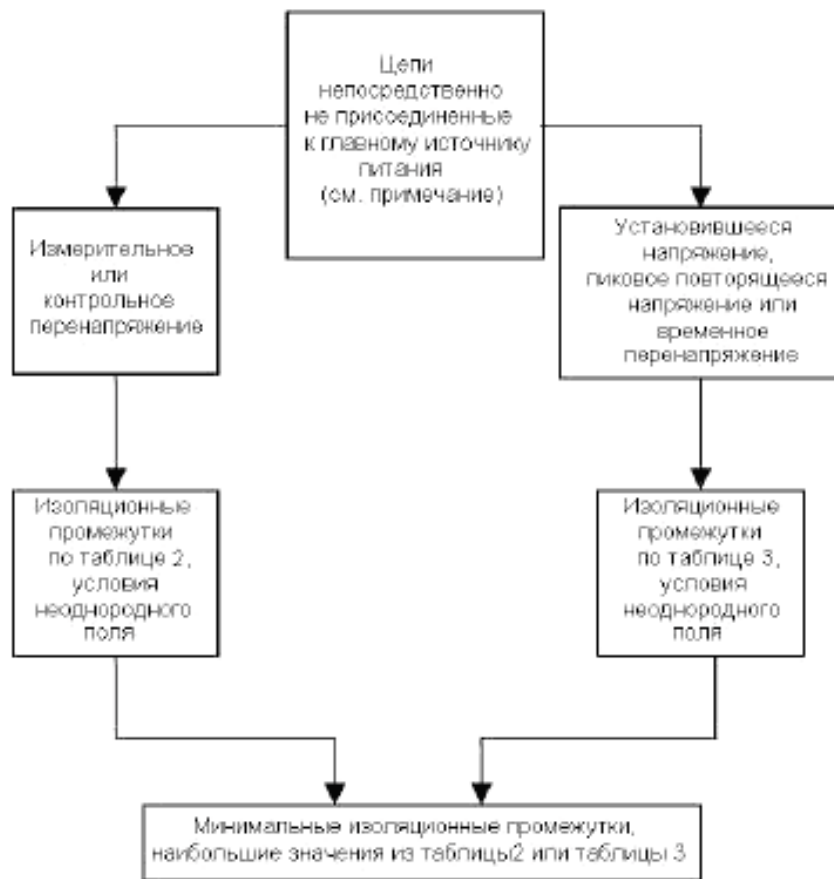 Цепи
непосредственно
не присоединенные
к главному источнику
питания
(см. примечание)
Измерительное
или
контрольное
перенапряжение
Установившееся
напряжение,
пиковое повторящееся
напряжение или
временное
перенапряжение
Изоляционные
промежутки
по таблице 2,
условия
неоднородного
поля
Изоляционные
промежутки
по таблице 3,
условия
неоднородного
поля
Минимальные изоляционные промежутки,
наибольшие значения из таблицы2 или таблицы 3